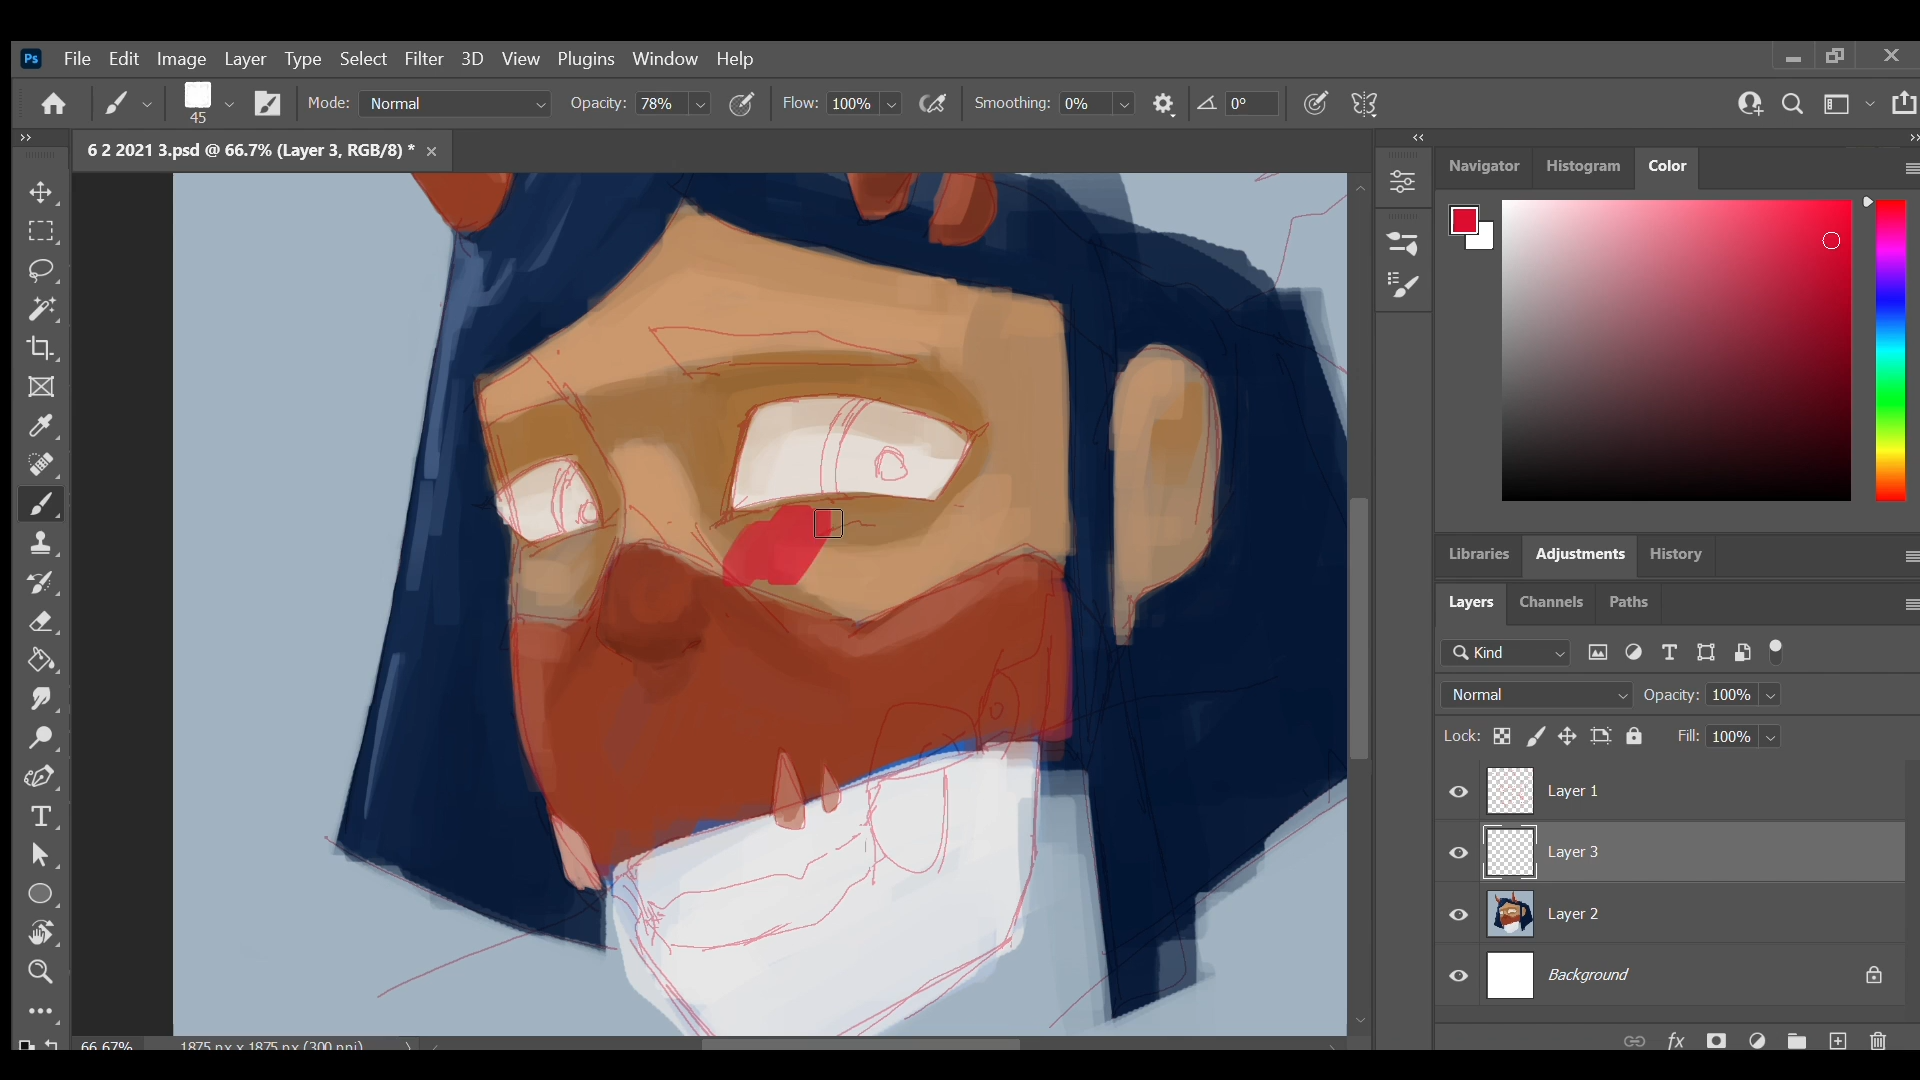 Ps File Edit Image Layer Type Select Filter 3D View Plugins Window Help
45 Mode: Normal Opacity: 78% Flow: 100% Smoothing: 0% 0°
6 2 2021 3.psd @ 66.7% (Layer 3, RGB/8) *
Navigator Histogram Color
Libraries Adjustments History
Layers Channels Paths
Kind
Normal Opacity: 100%
Lock: Fill: 100%
Layer 1
Layer 3
Layer 2
Background
fx
66.67% 1875 px x 1875 px (300 ppi)